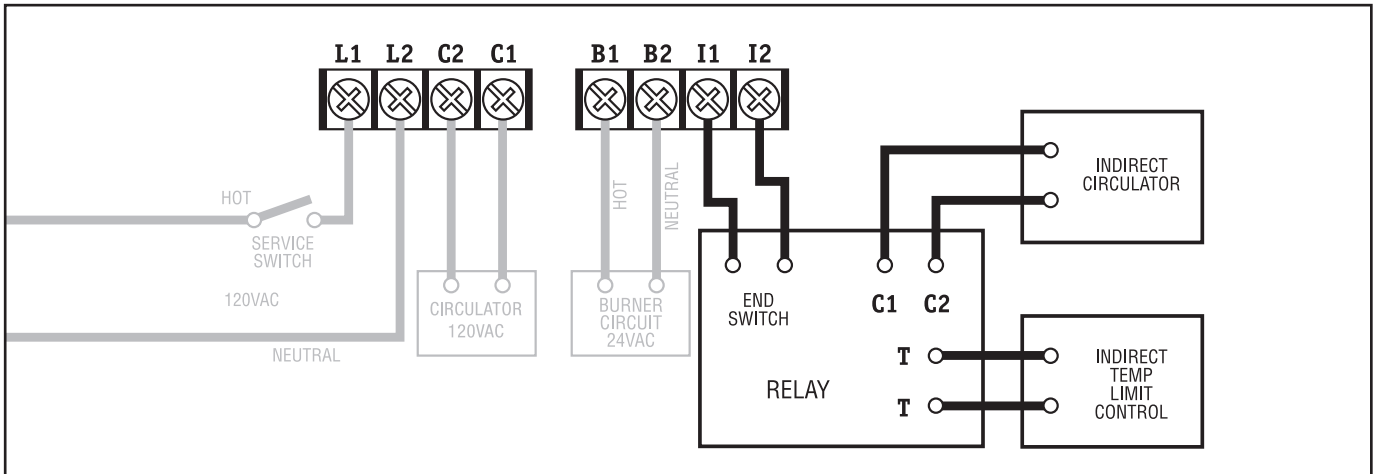 L1 L2 C2 C1 B1 B2 I1 I2
HOT
SERVICE
SWITCH
120VAC
NEUTRAL
CIRCULATOR
120VAC
HOT
NEUTRAL
BURNER
CIRCUIT
24VAC
END
SWITCH
C1 C2
T
T
RELAY
INDIRECT
CIRCULATOR
INDIRECT
TEMP
LIMIT
CONTROL